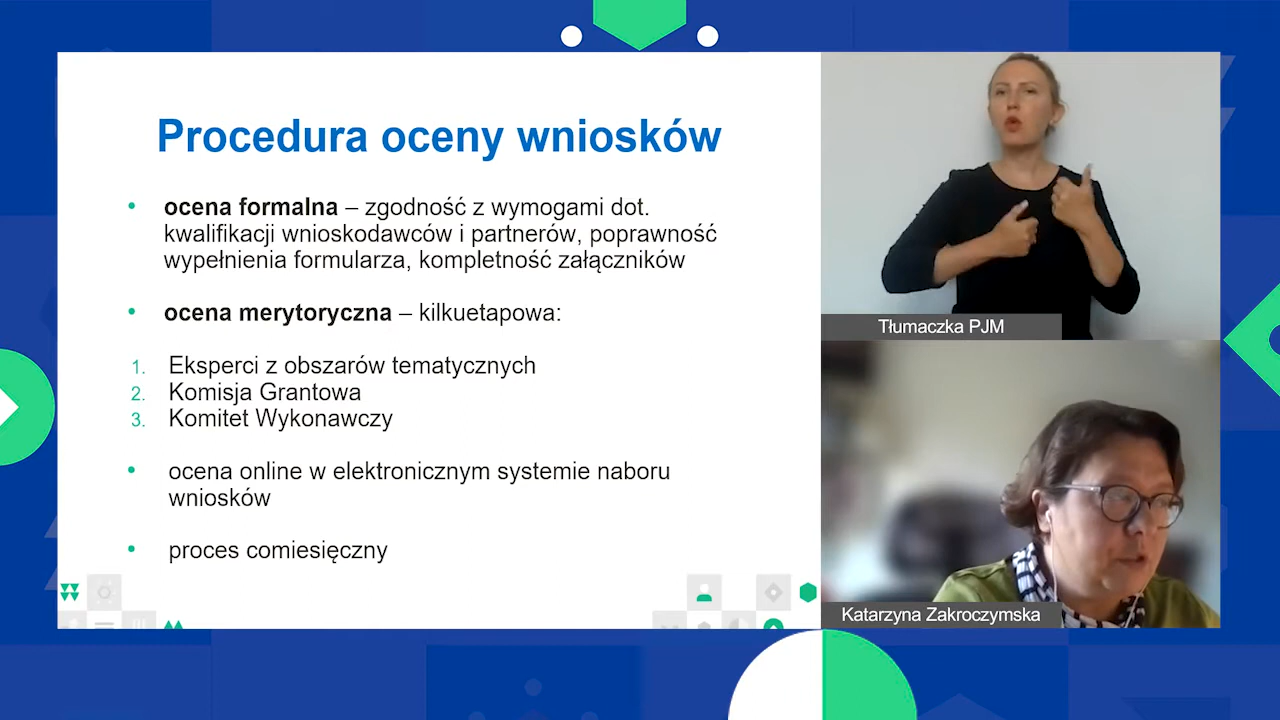 Procedura oceny wniosków
• ocena formalna – zgodność z wymogami dot.
kwalifikacji wnioskodawców i partnerów, poprawność
wypełnienia formularza, kompletność załączników
• ocena merytoryczna – kilkuetapowa:
1. Eksperci z obszarów tematycznych
2. Komisja Grantowa
3. Komitet Wykonawczy
• ocena online w elektronicznym systemie naboru
wniosków
• proces comiesięczny
Tłumaczka PJM
Katarzyna Zakroczymska